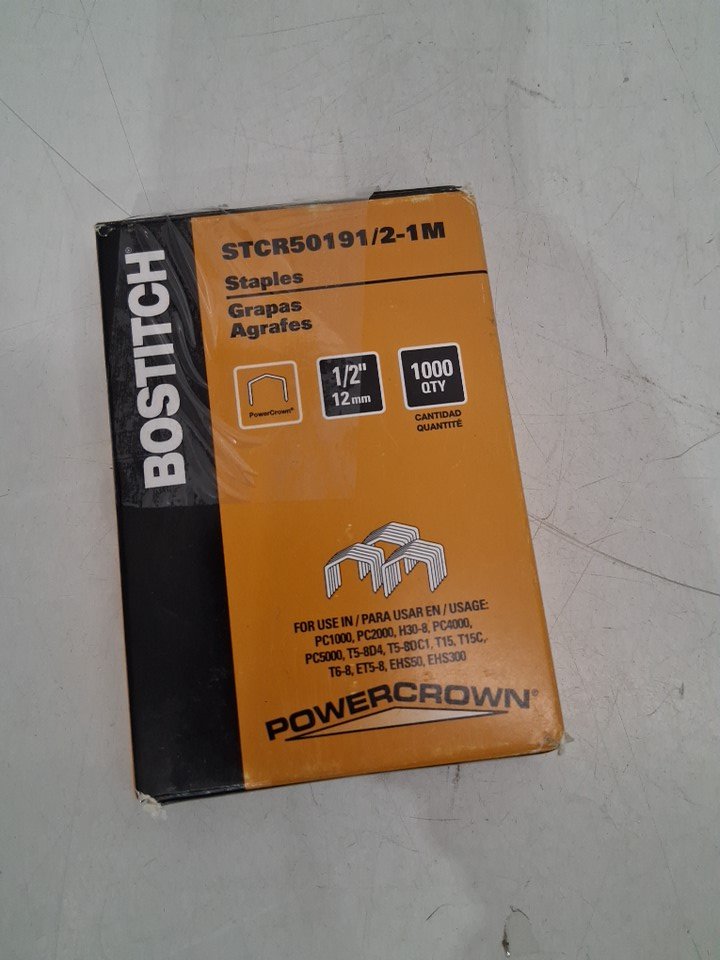 BOSTITCH®
STCR50191/2-1M
Staples
Grapas
Agrafes
PowerCrown®
1/2"
12 mm
1000
QTY
CANTIDAD
QUANTITÉ
FOR USE IN / PARA USAR EN / USAGE:
PC1000, PC2000, H30-8, PC4000,
PC5000, T5-8D4, T5-8DC1, T15, T15C,
T6-8, ET5-8, EHS50, EHS300
POWERCROWN®